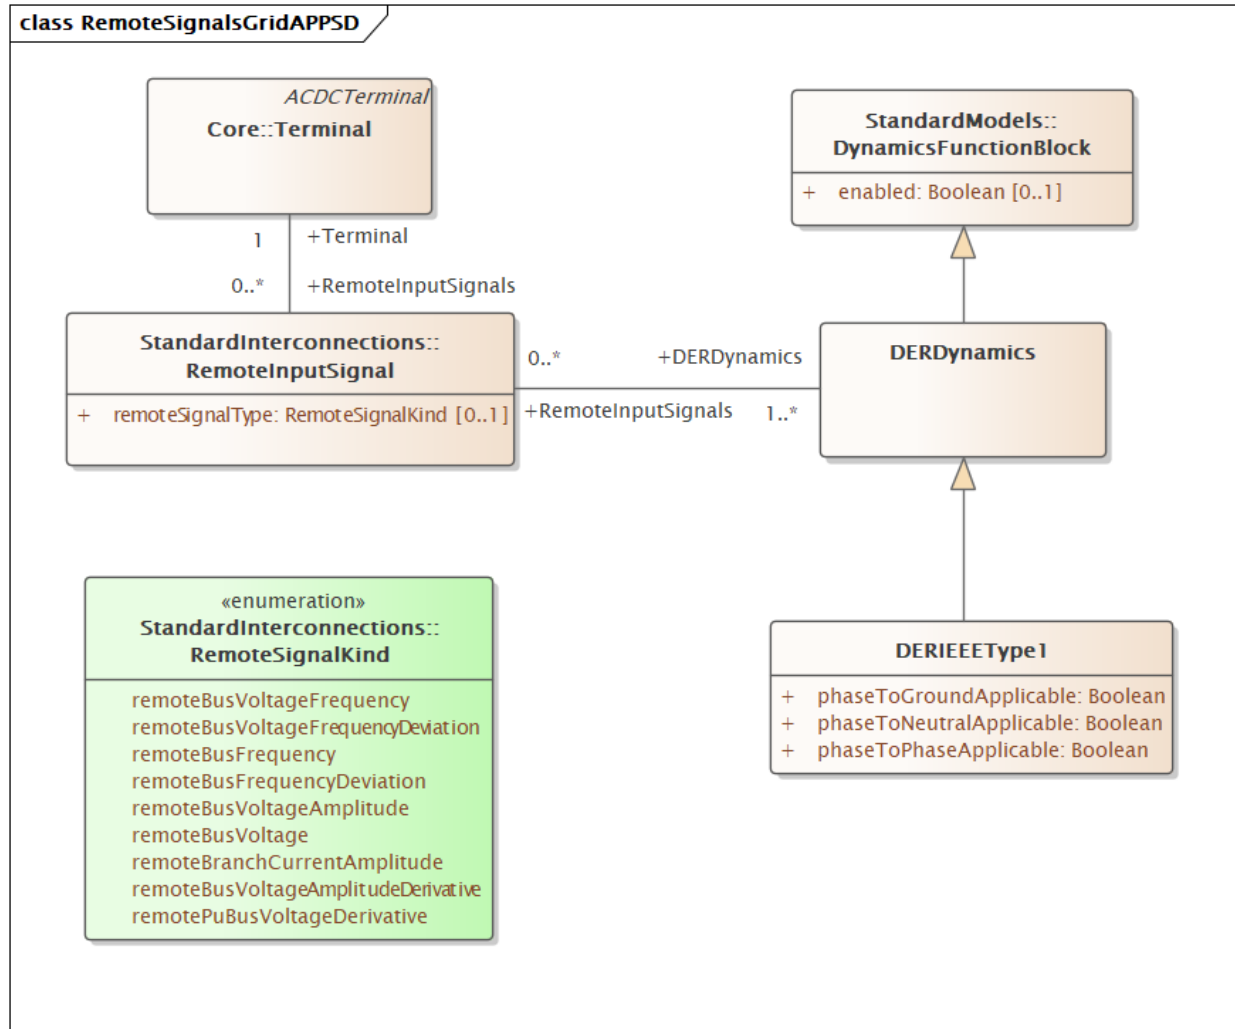 class RemoteSignalsGridAPPSD
ACDCTerminal
Core::Terminal
1
+Terminal
0..*
+RemoteInputSignals
StandardInterconnections::
RemoteInputSignal
+ remoteSignalType: RemoteSignalKind [0..1]
0..*
+DERDynamics
+RemoteInputSignals
1..*
StandardModels::
DynamicsFunctionBlock
+ enabled: Boolean [0..1]
DERDynamics
«enumeration»
StandardInterconnections::
RemoteSignalKind
remoteBusVoltageFrequency
remoteBusVoltageFrequencyDeviation
remoteBusFrequency
remoteBusFrequencyDeviation
remoteBusVoltageAmplitude
remoteBusVoltage
remoteBranchCurrentAmplitude
remoteBusVoltageAmplitudeDerivative
remotePuBusVoltageDerivative
DERIEEEType1
+ phaseToGroundApplicable: Boolean
+ phaseToNeutralApplicable: Boolean
+ phaseToPhaseApplicable: Boolean